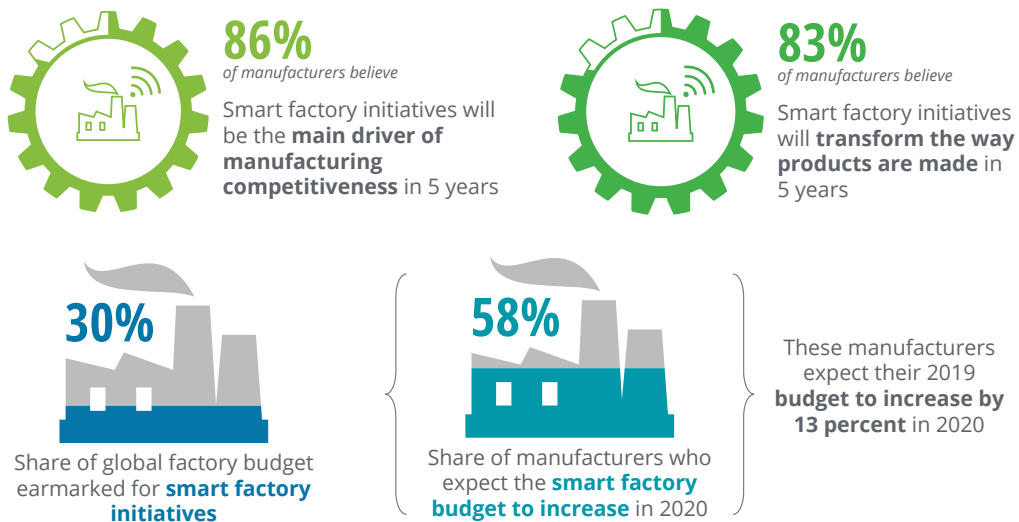 86%
of manufacturers believe
Smart factory initiatives will
be the main driver of
manufacturing
competitiveness in 5 years
83%
of manufacturers believe
Smart factory initiatives
will transform the way
products are made in
5 years
30%
Share of global factory budget
earmarked for smart factory
initiatives
58%
Share of manufacturers who
expect the smart factory
budget to increase in 2020
These manufacturers
expect their 2019
budget to increase by
13 percent in 2020